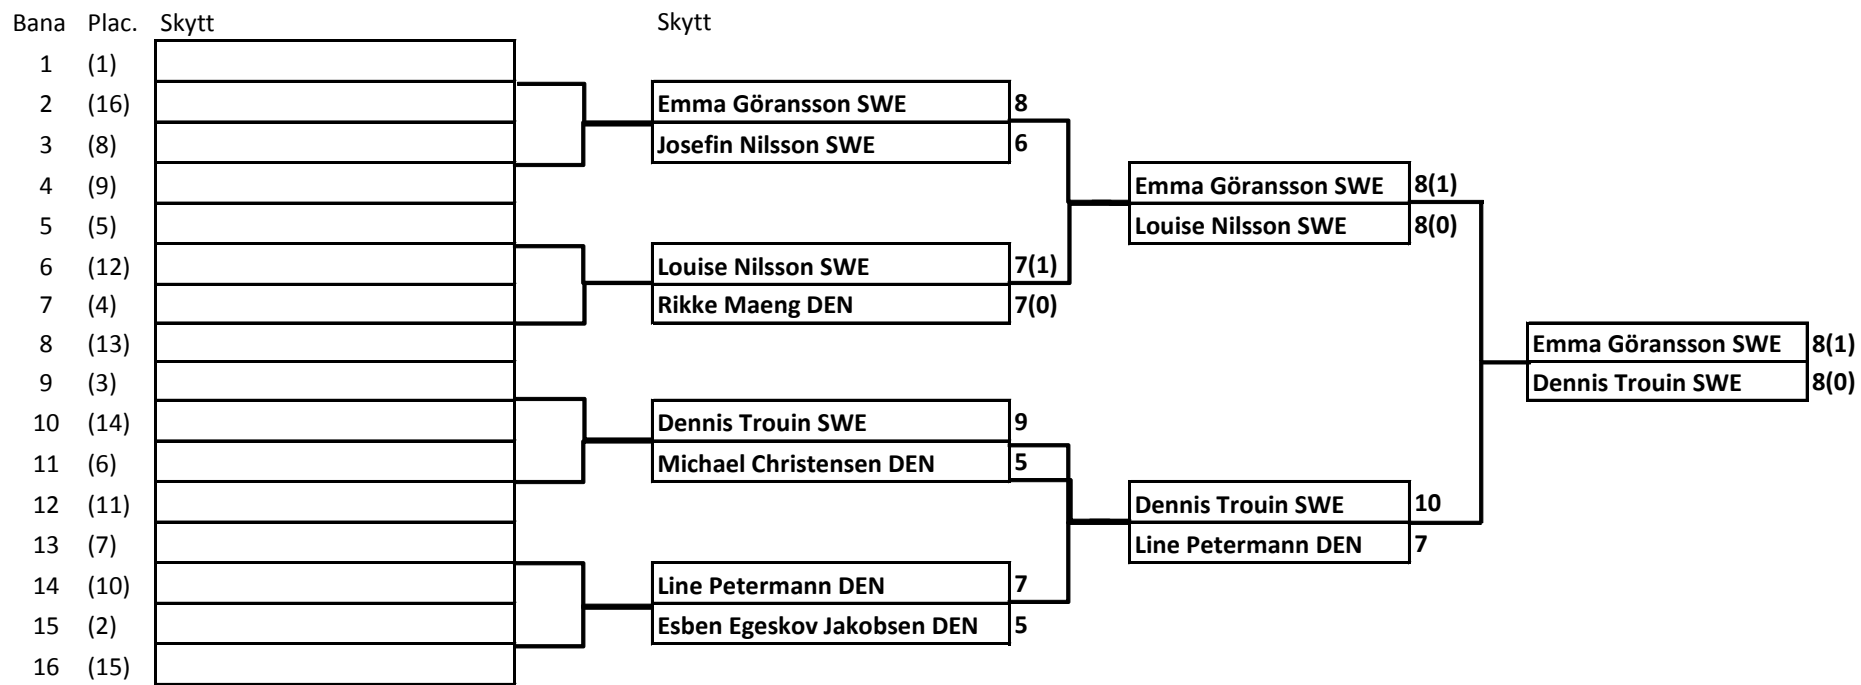 Bana Plac. Skytt Skytt
1 (1)
2 (16) Emma Göransson SWE 8
3 (8) Josefin Nilsson SWE 6
4 (9) Emma Göransson SWE 8(1)
5 (5) Louise Nilsson SWE 8(0)
6 (12) Louise Nilsson SWE 7(1)
7 (4) Rikke Maeng DEN 7(0)
8 (13) Emma Göransson SWE 8(1)
9 (3) Dennis Trouin SWE 8(0)
10 (14) Dennis Trouin SWE 9
11 (6) Michael Christensen DEN 5
12 (11) Dennis Trouin SWE 10
13 (7) Line Petermann DEN 7
14 (10) Line Petermann DEN 7
15 (2) Esben Egeskov Jakobsen DEN 5
16 (15)